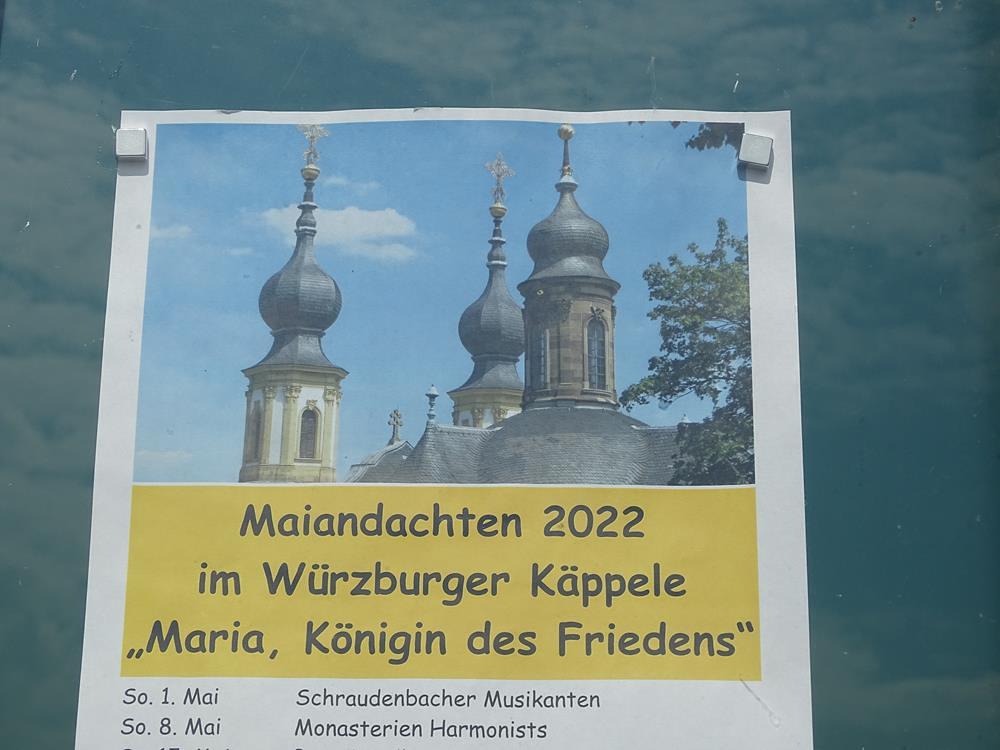 Maiandachten 2022
im Würzburger Käppele
„Maria, Königin des Friedens“
So. 1. Mai Schraudenbacher Musikanten
So. 8. Mai Monasterien Harmonists